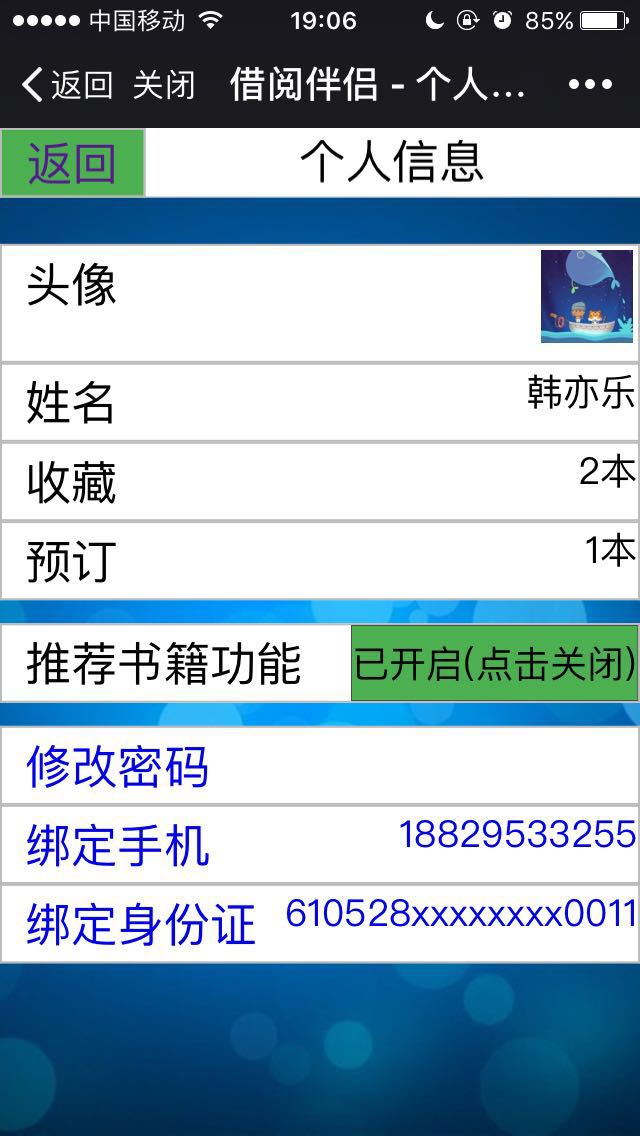 中国移动 19:06 85%
返回 关闭 借阅伴侣 - 个人...
返回 个人信息
头像
姓名 韩亦乐
收藏 2本
预订 1本
推荐书籍功能 已开启(点击关闭)
修改密码
绑定手机 18829533255
绑定身份证 610528xxxxxxxx0011